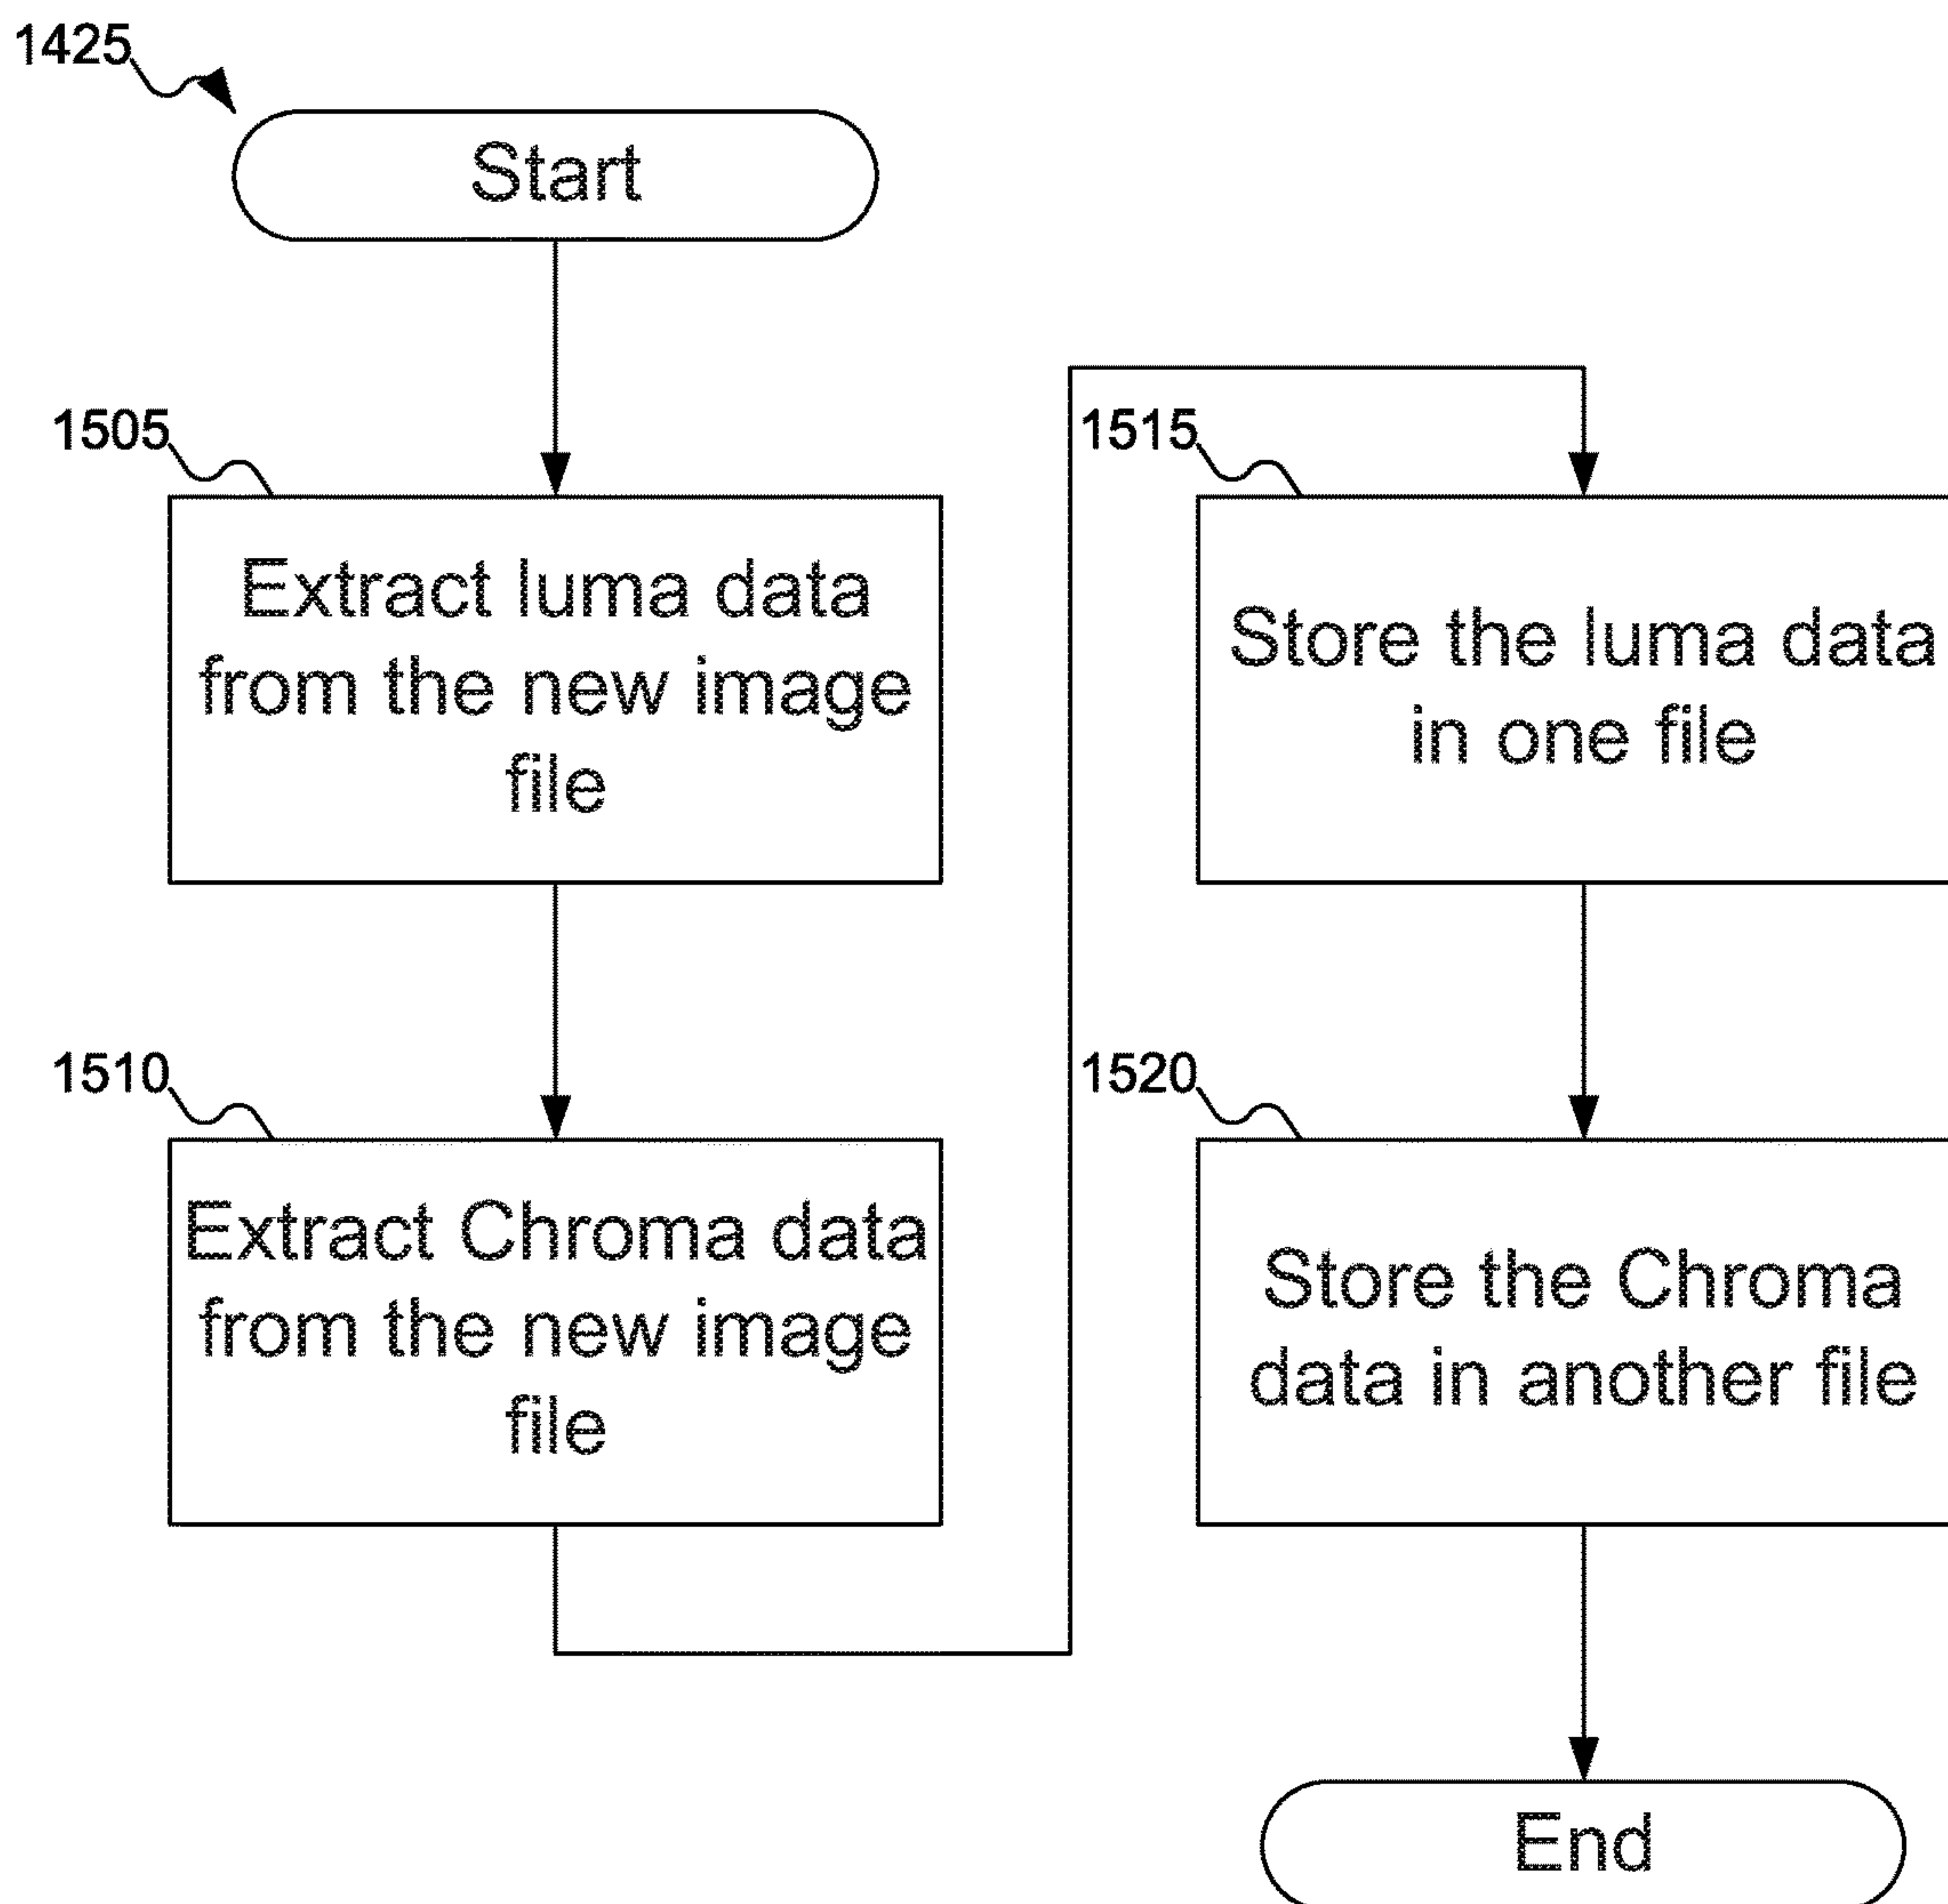 1425
Start
1505
Extract luma data
from the new image
file
1510
Extract Chroma data
from the new image
file
1515
Store the luma data
in one file
1520
Store the Chroma
data in another file
End